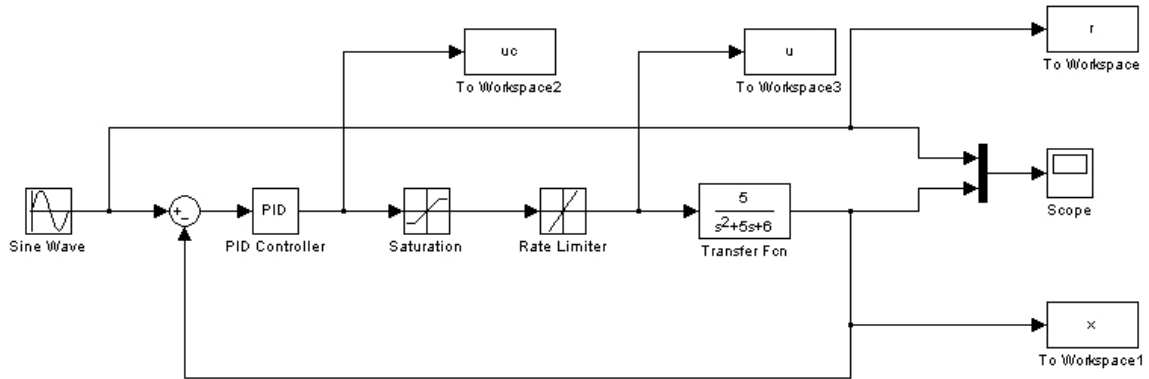 r
To Workspace
uc
To Workspace2
u
To Workspace3
Sine Wave
+
−
PID
PID Controller
Saturation
Rate Limiter
5
s2+5s+6
Transfer Fcn
Scope
x
To Workspace1